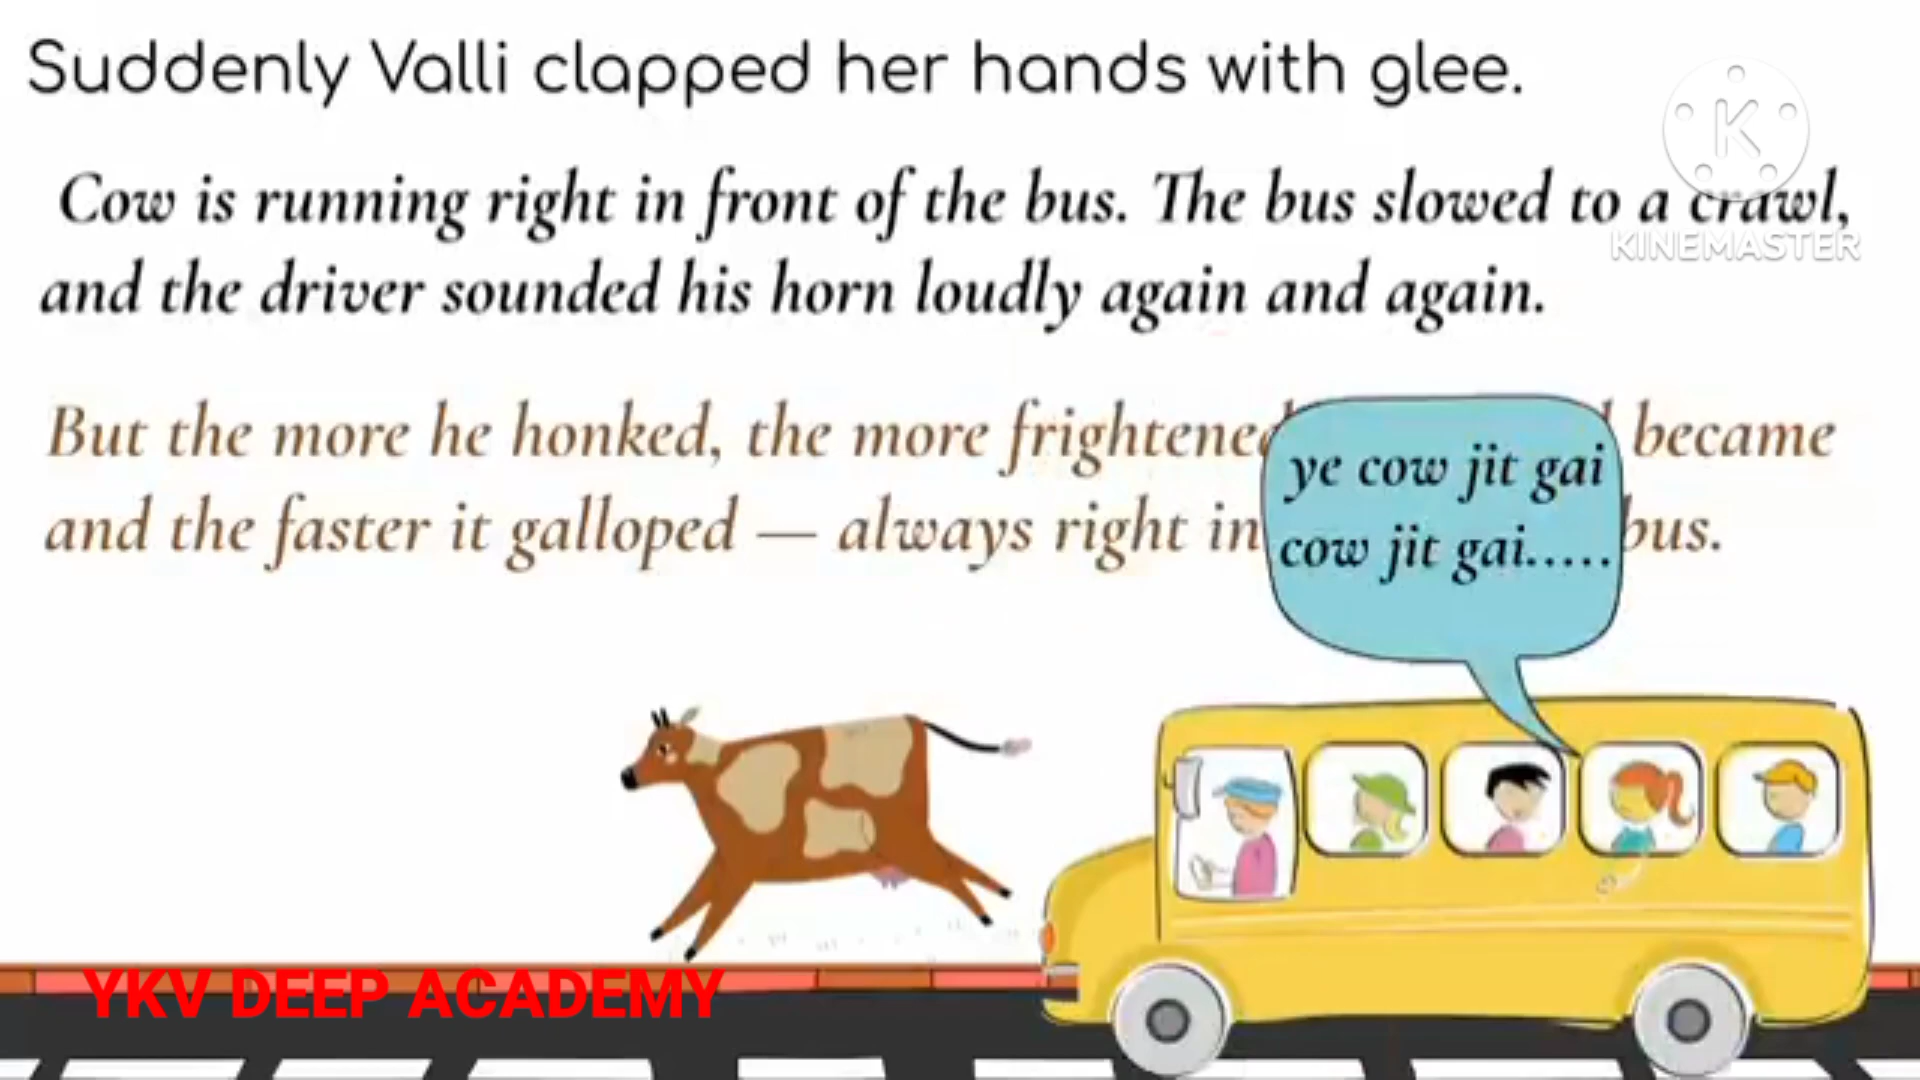 Suddenly Valli clapped her hands with glee.
Cow is running right in front of the bus. The bus slowed to a crawl,
KINEMASTER
and the driver sounded his horn loudly again and again.
But the more he honked, the more frightened became
and the faster it galloped — always right in bus.
ye cow jit gai
cow jit gai.....
YKV DEEP ACADEMY